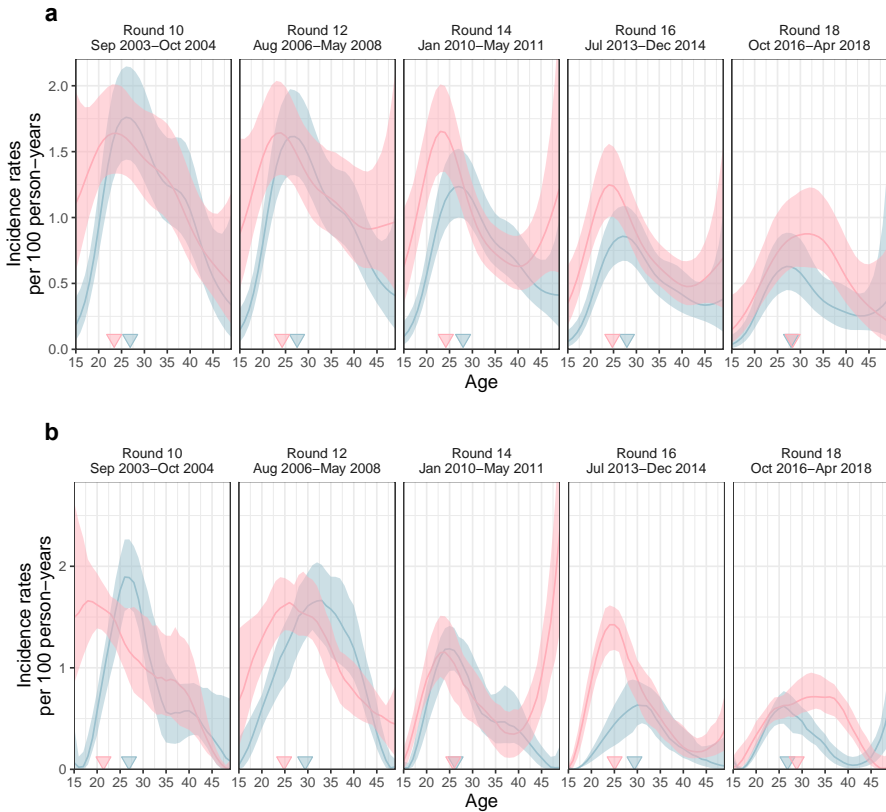 a
Round 10
Sep 2003–Oct 2004
Round 12
Aug 2006–May 2008
Round 14
Jan 2010–May 2011
Round 16
Jul 2013–Dec 2014
Round 18
Oct 2016–Apr 2018
Incidence rates
per 100 person−years
2.0
1.5
1.0
0.5
0.0
15 20 25 30 35 40 45
15 20 25 30 35 40 45
15 20 25 30 35 40 45
15 20 25 30 35 40 45
15 20 25 30 35 40 45
Age
b
Round 10
Sep 2003–Oct 2004
Round 12
Aug 2006–May 2008
Round 14
Jan 2010–May 2011
Round 16
Jul 2013–Dec 2014
Round 18
Oct 2016–Apr 2018
Incidence rates
per 100 person−years
2
1
0
15 20 25 30 35 40 45
15 20 25 30 35 40 45
15 20 25 30 35 40 45
15 20 25 30 35 40 45
15 20 25 30 35 40 45
Age